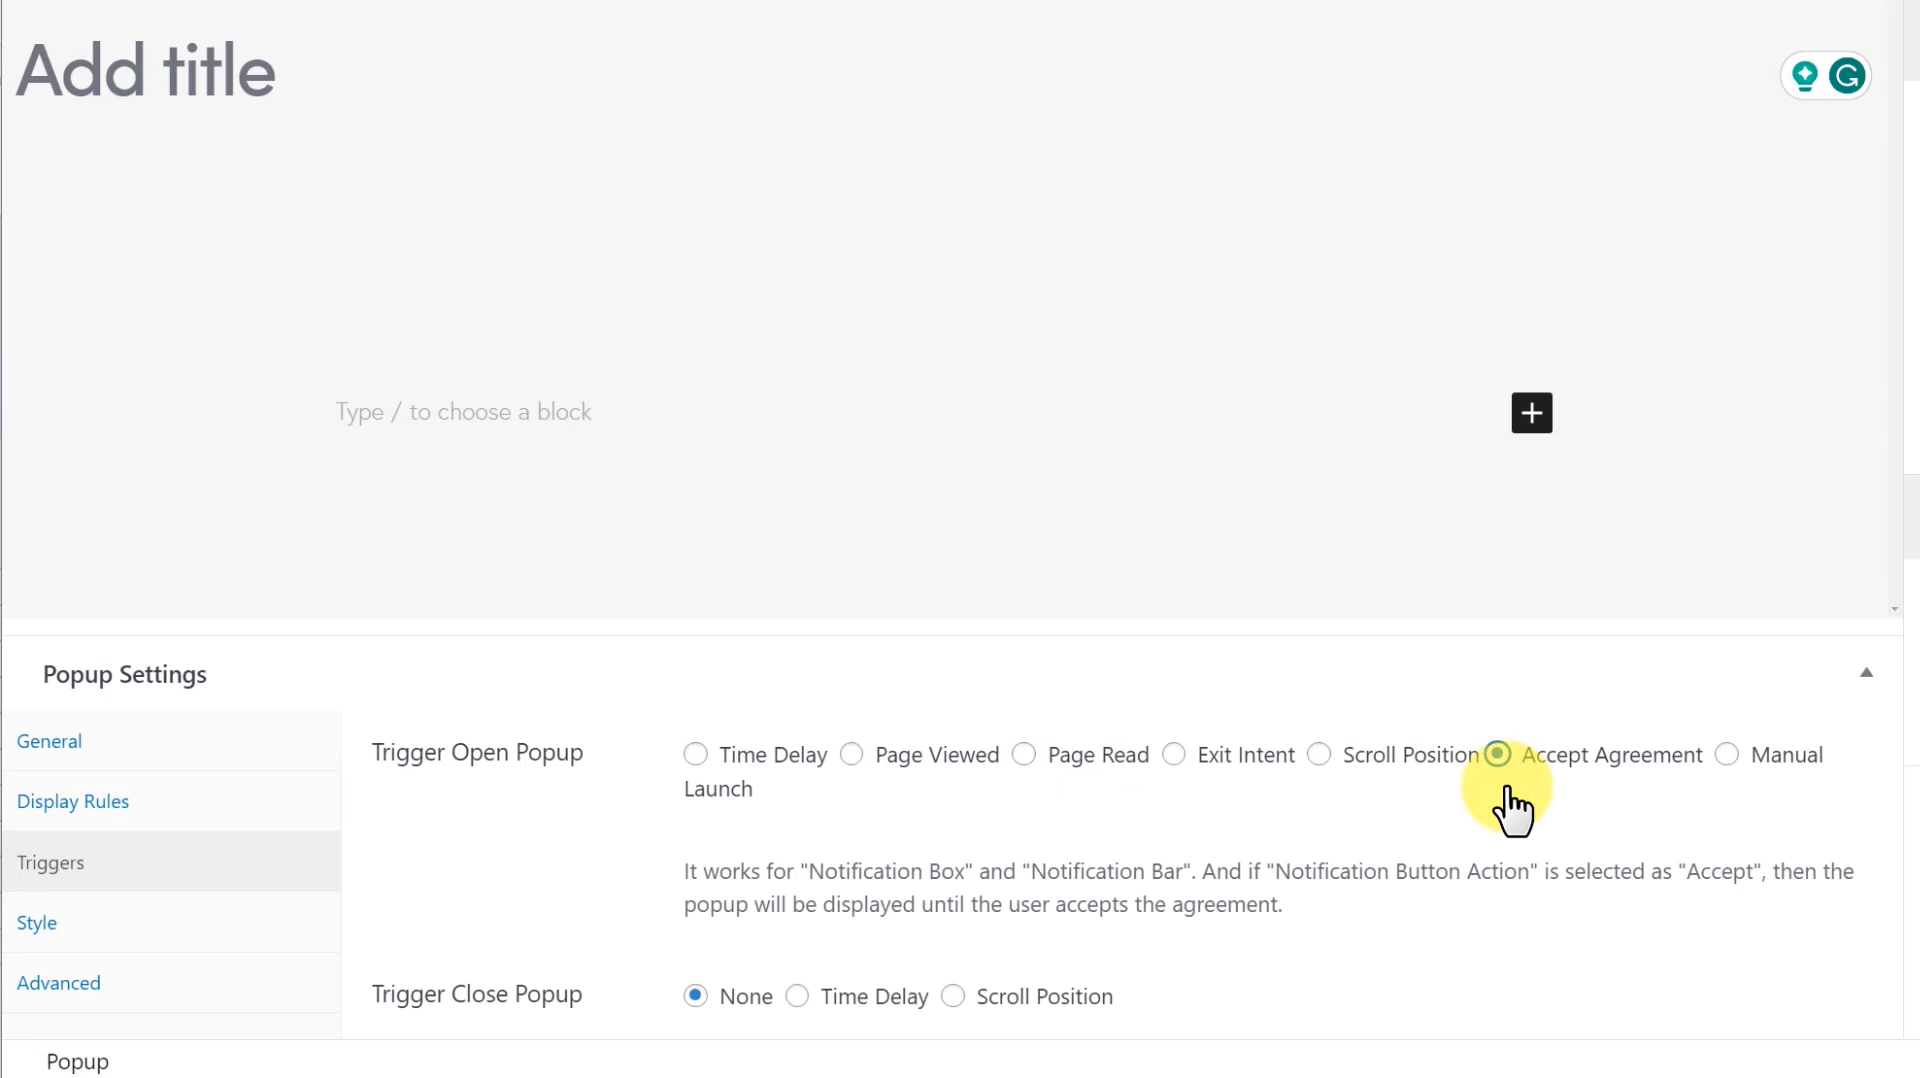 Add title
Type / to choose a block
Popup Settings
General
Display Rules
Triggers
Style
Advanced
Trigger Open Popup
Time Delay Page Viewed Page Read Exit Intent Scroll Position Accept Agreement Manual
Launch
It works for "Notification Box" and "Notification Bar". And if "Notification Button Action" is selected as "Accept", then the
popup will be displayed until the user accepts the agreement.
Trigger Close Popup
None Time Delay Scroll Position
Popup